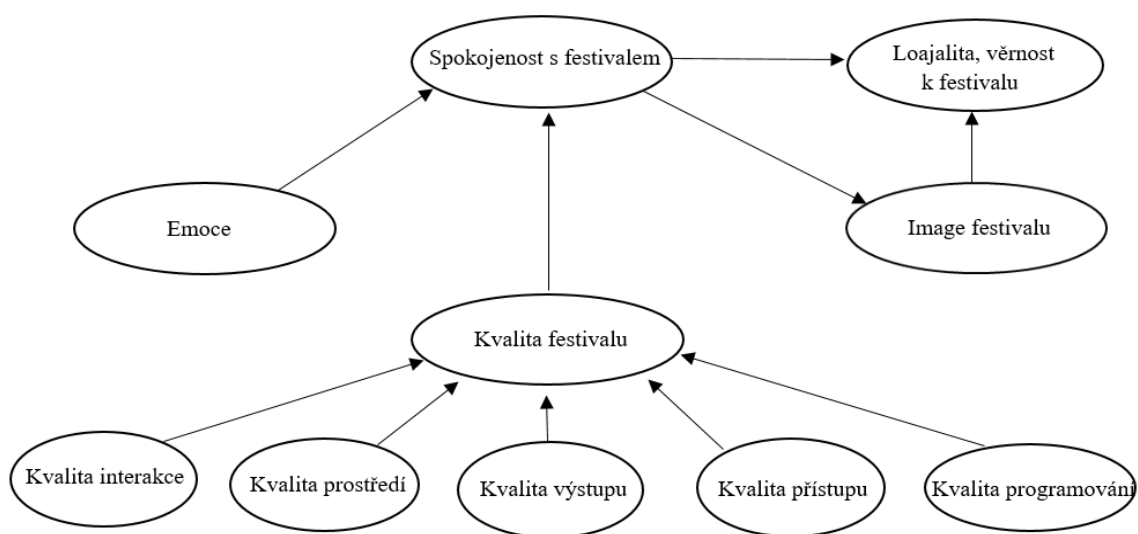 Spokojenost s festivalem
Loajalita, věrnost
k festivalu
Emoce
Image festivalu
Kvalita festivalu
Kvalita interakce
Kvalita prostředí
Kvalita výstupu
Kvalita přístupu
Kvalita programování